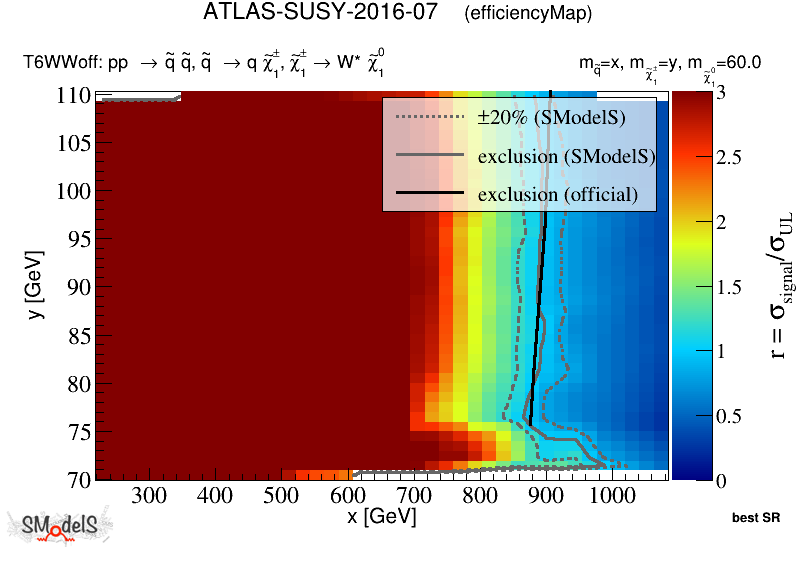 ATLAS-SUSY-2016-07 (efficiencyMap)
T6WWoff: pp → q̃ q̃, q̃ → q χ̃₁±, χ̃₁± → W* χ̃₁⁰
m_q̃=x, m_χ̃₁±=y, m_χ̃₁⁰=60.0
±20% (SModelS)
exclusion (SModelS)
exclusion (official)
110
105
100
95
90
85
80
75
70
y [GeV]
300 400 500 600 700 800 900 1000
x [GeV]
3
2.5
2
1.5
1
0.5
0
r = σ_signal/σ_UL
SModelS
best SR